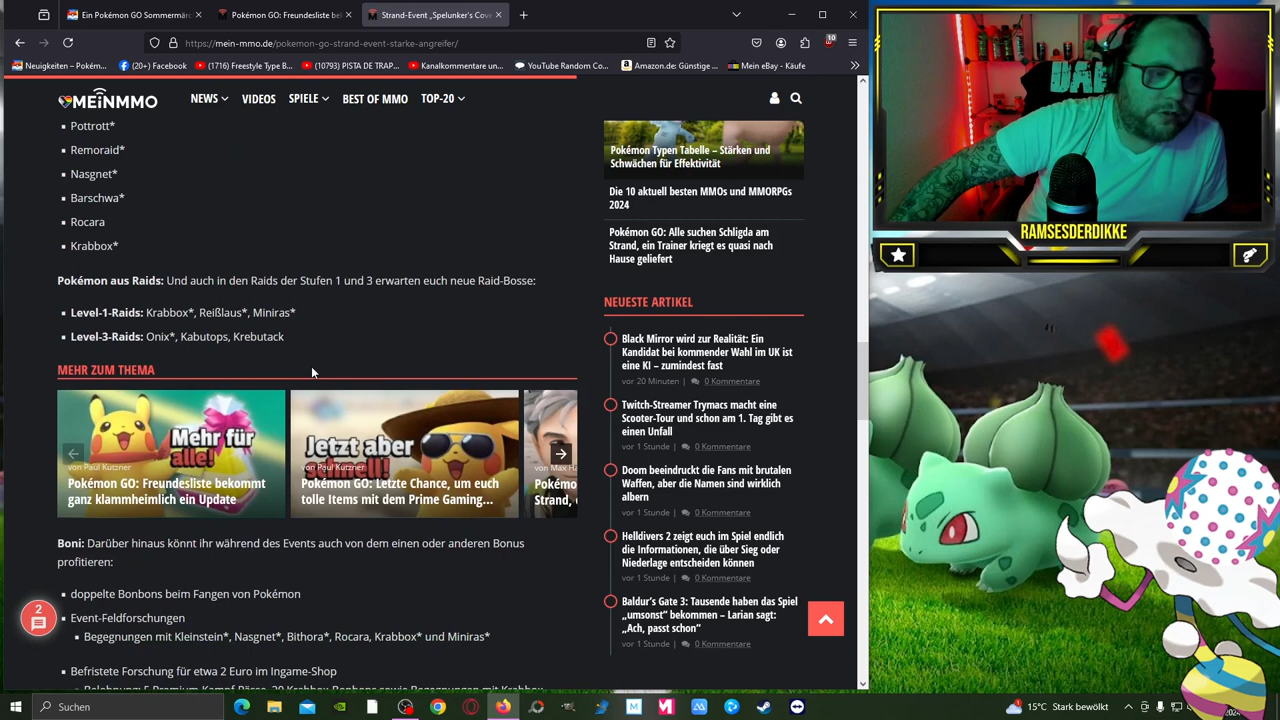 Ein Pokémon GO Sommermärc
Pokémon GO: Freundesliste be
Strand-Event „Spelunker's Cove
https://mein-mmo.de/pokemon-go-strand-event-starke-angreifer/
10
Neuigkeiten – Pokém...
(20+) Facebook
(1716) Freestyle Type B...
(10793) PISTA DE TRAP...
Kanalkommentare un...
YouTube Random Co...
Amazon.de: Günstige ...
Mein eBay - Käufe
MEINMMO
NEWS
VIDEOS
SPIELE
BEST OF MMO
TOP-20
Pottrott*
Remoraid*
Nasgnet*
Barschwa*
Rocara
Krabbox*
Pokémon aus Raids: Und auch in den Raids der Stufen 1 und 3 erwarten euch neue Raid-Bosse:
Level-1-Raids: Krabbox*, Reißlaus*, Miniras*
Level-3-Raids: Onix*, Kabutops, Krebutack
MEHR ZUM THEMA
Mehr für
alle!
von Paul Kutzner
Pokémon GO: Freundesliste bekommt
ganz klammheimlich ein Update
Jetzt aber
schnell!
von Paul Kutzner
Pokémon GO: Letzte Chance, um euch
tolle Items mit dem Prime Gaming...
von Max Ha
Pokémo
Strand, e
Boni: Darüber hinaus könnt ihr während des Events auch von dem einen oder anderen Bonus
profitieren:
doppelte Bonbons beim Fangen von Pokémon
Event-Feldforschungen
Begegnungen mit Kleinstein*, Nasgnet*, Bithora*, Rocara, Krabbox* und Miniras*
Befristete Forschung für etwa 2 Euro im Ingame-Shop
2
Pokémon Typen Tabelle – Stärken und
Schwächen für Effektivität
Die 10 aktuell besten MMOs und MMORPGs
2024
Pokémon GO: Alle suchen Schligda am
Strand, ein Trainer kriegt es quasi nach
Hause geliefert
NEUESTE ARTIKEL
Black Mirror wird zur Realität: Ein
Kandidat bei kommender Wahl im UK ist
eine KI – zumindest fast
vor 20 Minuten | 0 Kommentare
Twitch-Streamer Trymacs macht eine
Scooter-Tour und schon am 1. Tag gibt es
einen Unfall
vor 1 Stunde | 0 Kommentare
Doom beeindruckt die Fans mit brutalen
Waffen, aber die Namen sind wirklich
albern
vor 1 Stunde | 0 Kommentare
Helldivers 2 zeigt euch im Spiel endlich
die Informationen, die über Sieg oder
Niederlage entscheiden können
vor 1 Stunde | 0 Kommentare
Baldur's Gate 3: Tausende haben das Spiel
„umsonst" bekommen – Larian sagt:
„Ach, passt schon"
vor 1 Stunde | 0 Kommentare
RAMSESDERDIKKE
Suchen
15°C Stark bewölkt